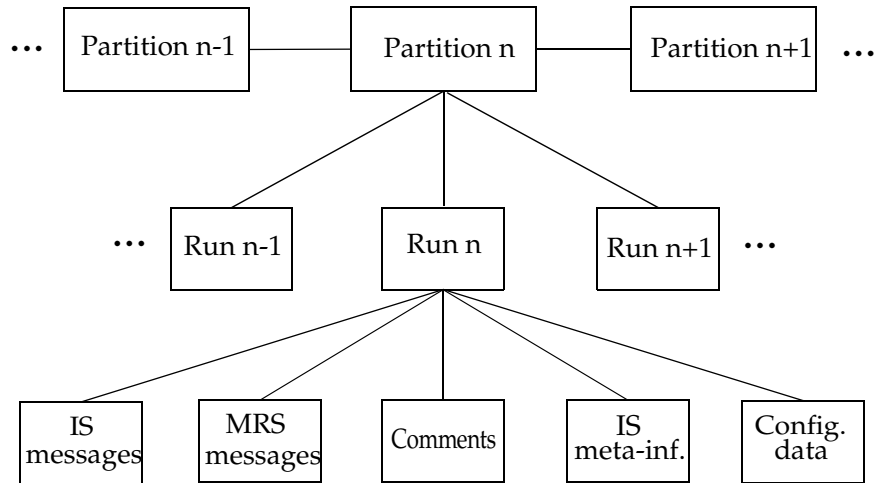 ... Partition n-1 Partition n Partition n+1 ...
... Run n-1 Run n Run n+1 ...
IS
messages
MRS
messages
Comments
IS
meta-inf.
Config.
data